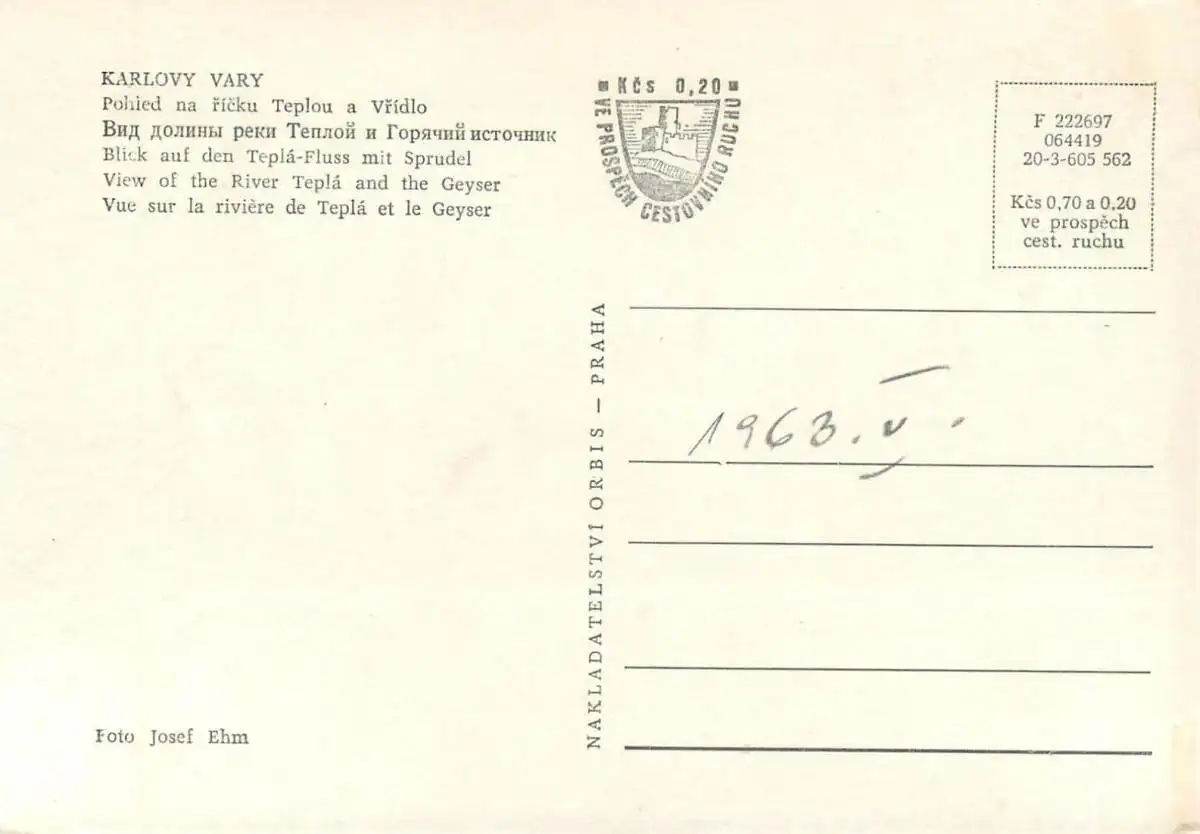 KARLOVY VARY
Pohled na říčku Teplou a Vřídlo
Вид долины реки Теплой и Горячий источник
Blick auf den Teplá-Fluss mit Sprudel
View of the River Teplá and the Geyser
Vue sur la rivière de Teplá et le Geyser
Kčs 0,20
VE PROSPĚCH CESTOVNÍHO RUCHU
F 222697
064419
20-3-605 562
Kčs 0,70 a 0,20
ve prospěch
cest. ruchu
NAKLADATELSTVÍ ORBIS — PRAHA
1963. V.
Foto Josef Ehm